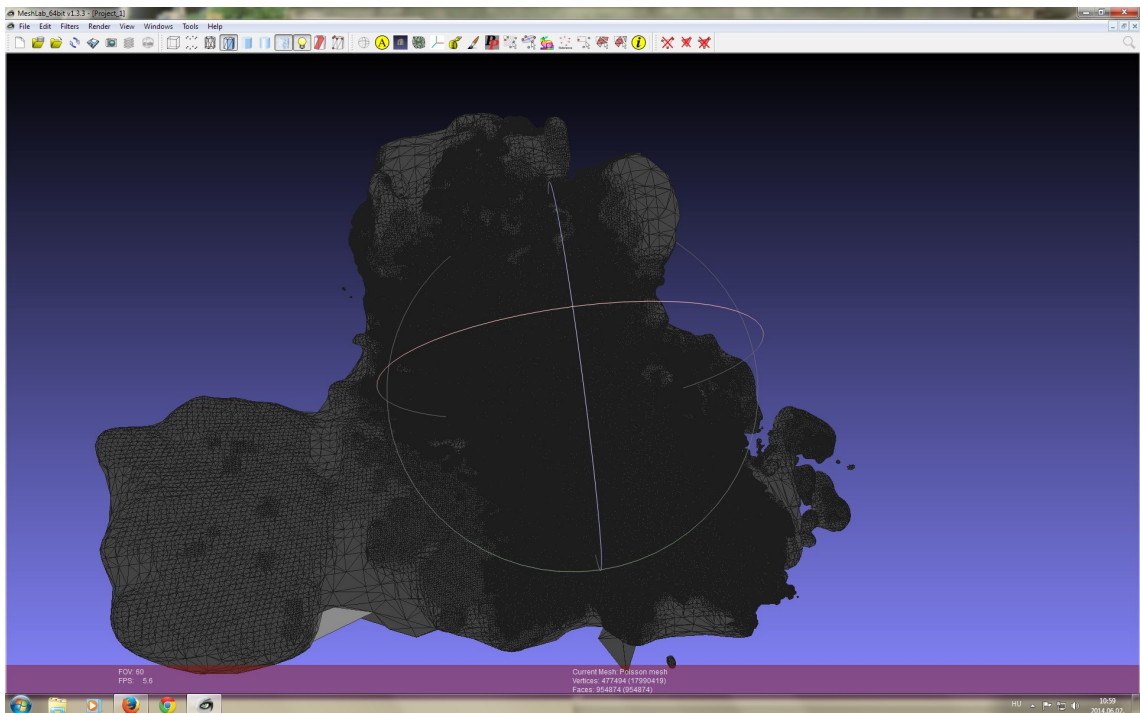 MeshLab_64bit v1.3.3 - [Project_1]
File Edit Filters Render View Windows Tools Help
FOV: 60
FPS: 5.6
Current Mesh: Poisson mesh
Vertices: 477494 (17990419)
Faces: 954874 (954874)
HU
10:59
2014.06.02.